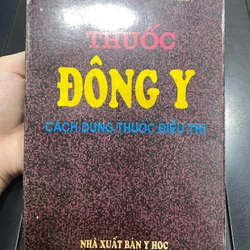 THUỐC
ĐÔNG Y
CÁCH DÙNG THUỐC ĐIỀU TRỊ
NHÀ XUẤT BẢN Y HỌC